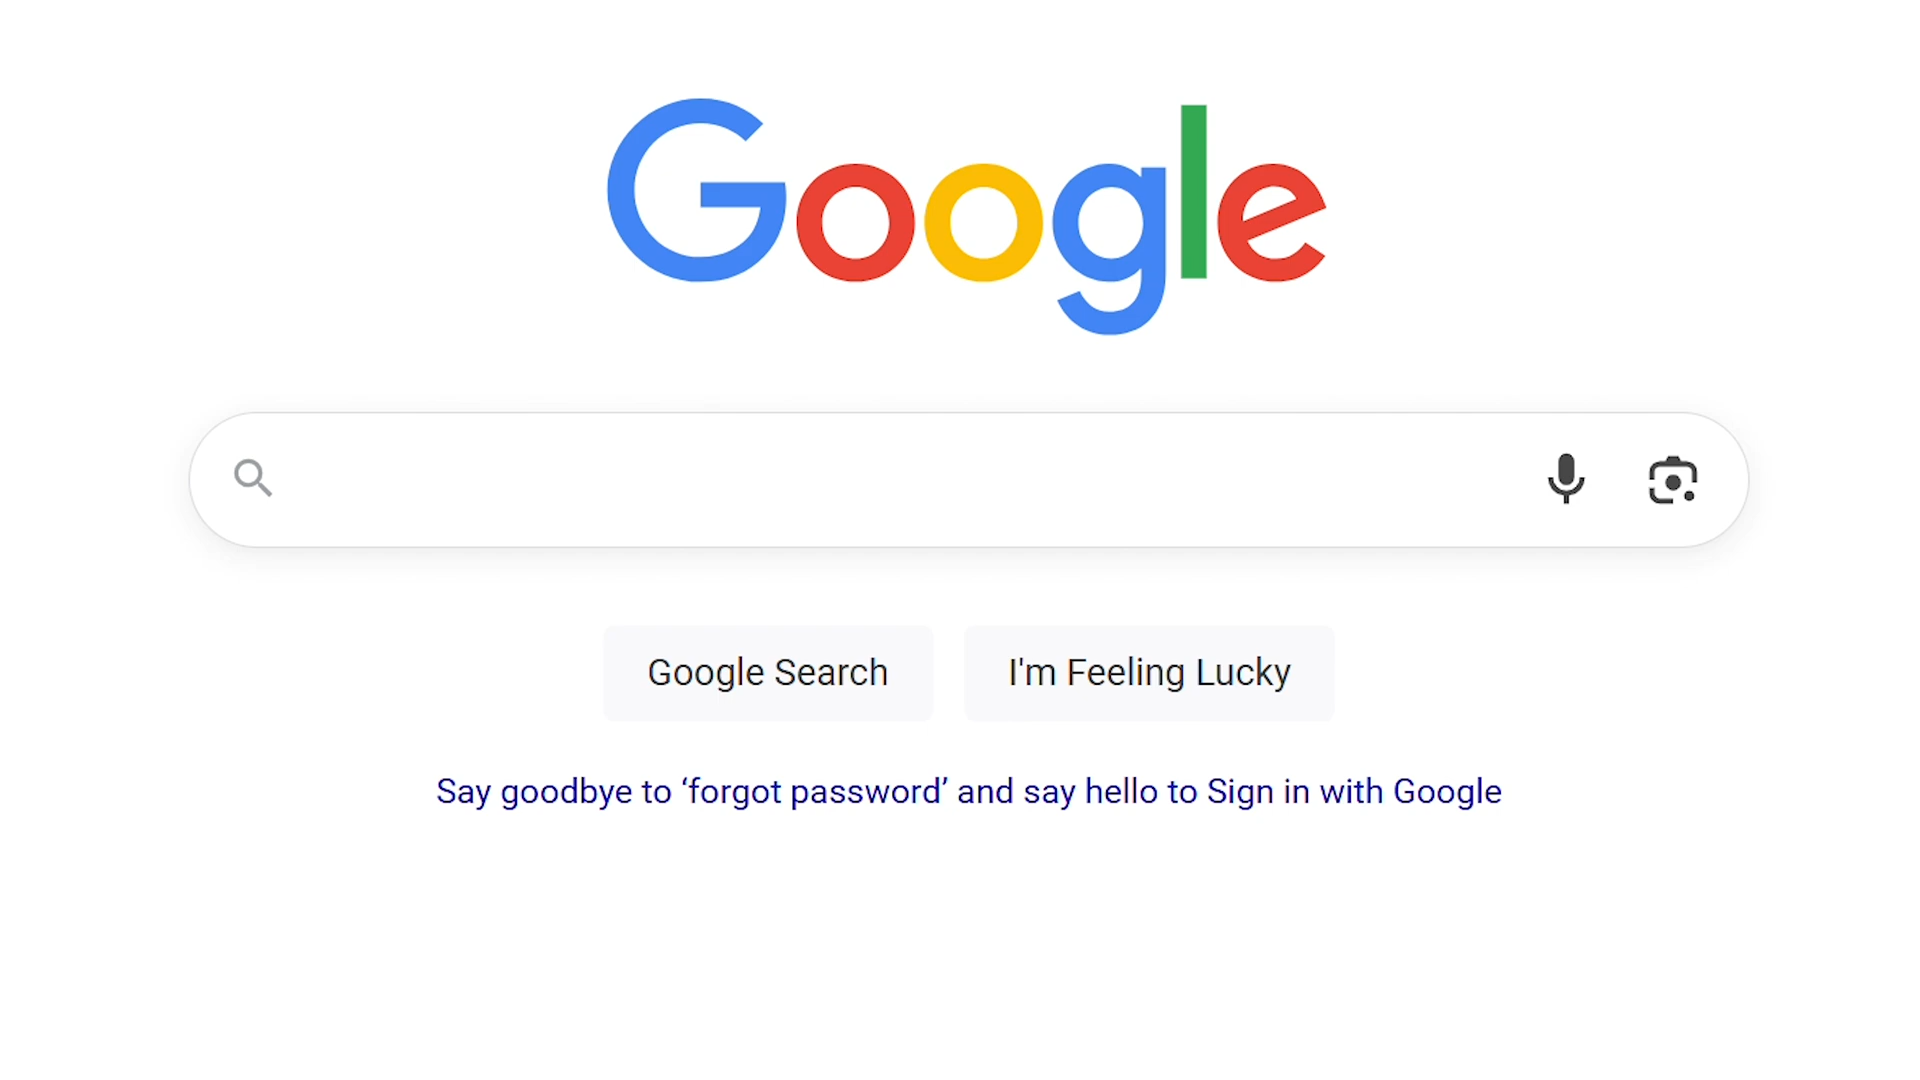 Google
Google Search
I'm Feeling Lucky
Say goodbye to ‘forgot password’ and say hello to Sign in with Google